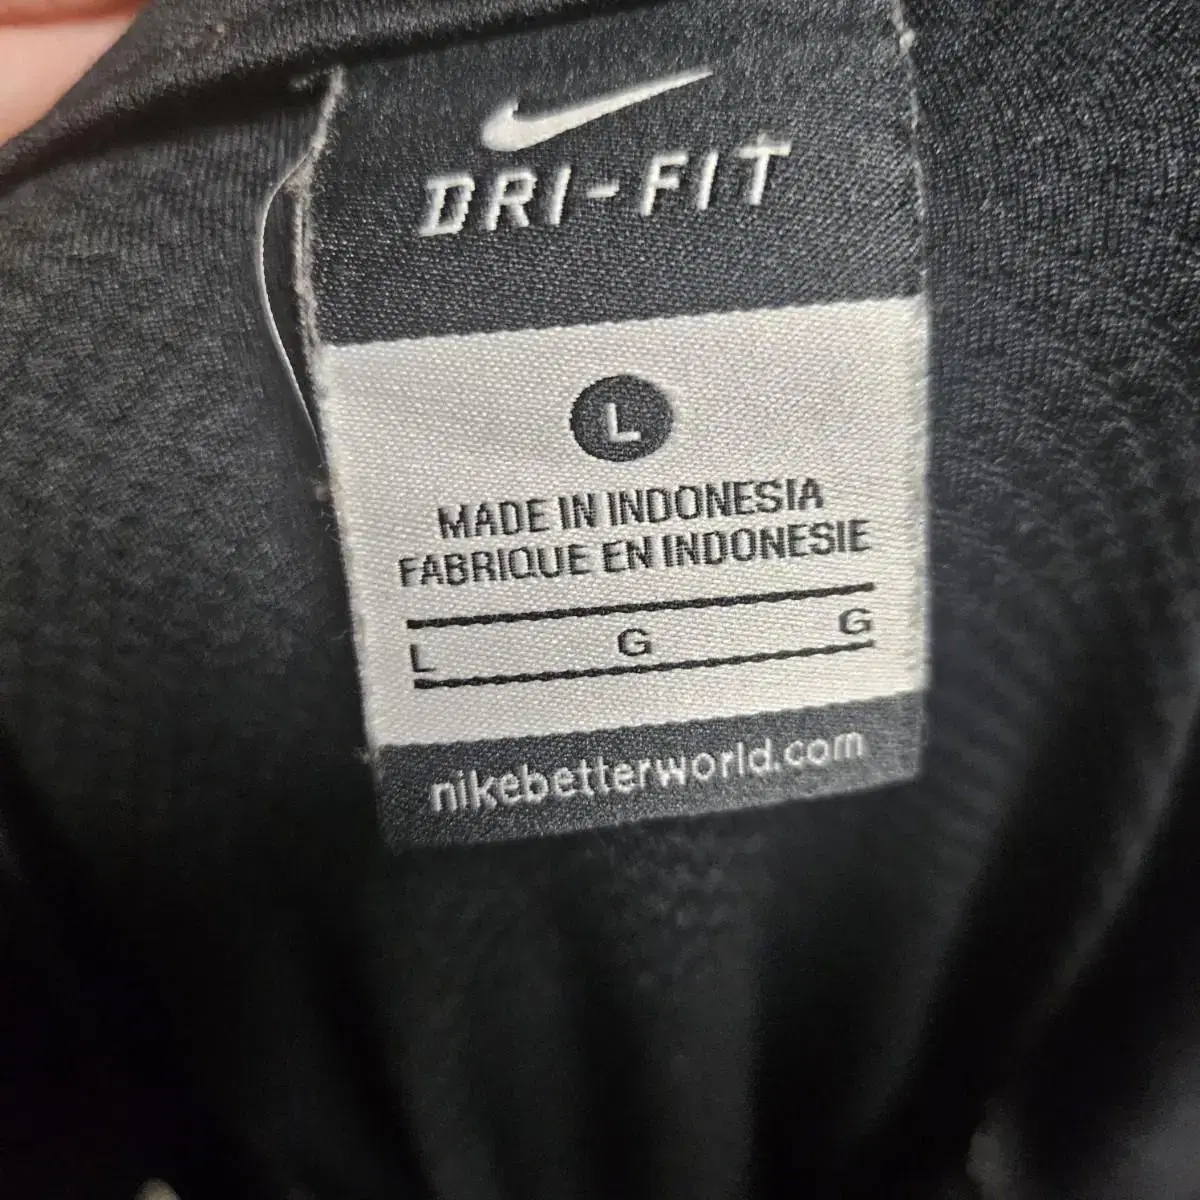 DRI-FIT
L
MADE IN INDONESIA
FABRIQUE EN INDONESIE
L G G
nikebetterworld.com